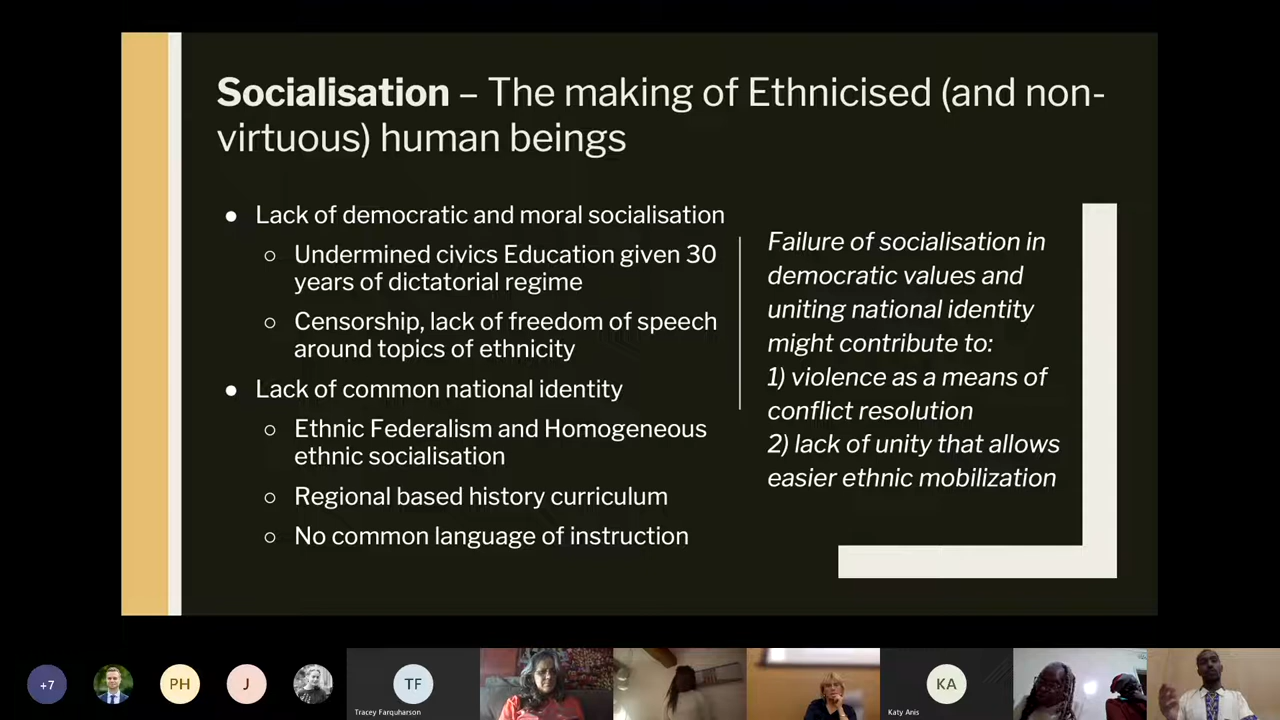 Socialisation – The making of Ethnicised (and non-
virtuous) human beings
● Lack of democratic and moral socialisation
○ Undermined civics Education given 30
years of dictatorial regime
○ Censorship, lack of freedom of speech
around topics of ethnicity
● Lack of common national identity
○ Ethnic Federalism and Homogeneous
ethnic socialisation
○ Regional based history curriculum
○ No common language of instruction
Failure of socialisation in
democratic values and
uniting national identity
might contribute to:
1) violence as a means of
conflict resolution
2) lack of unity that allows
easier ethnic mobilization
+7
PH
J
TF
Tracey Farquharson
KA
Katy Anis